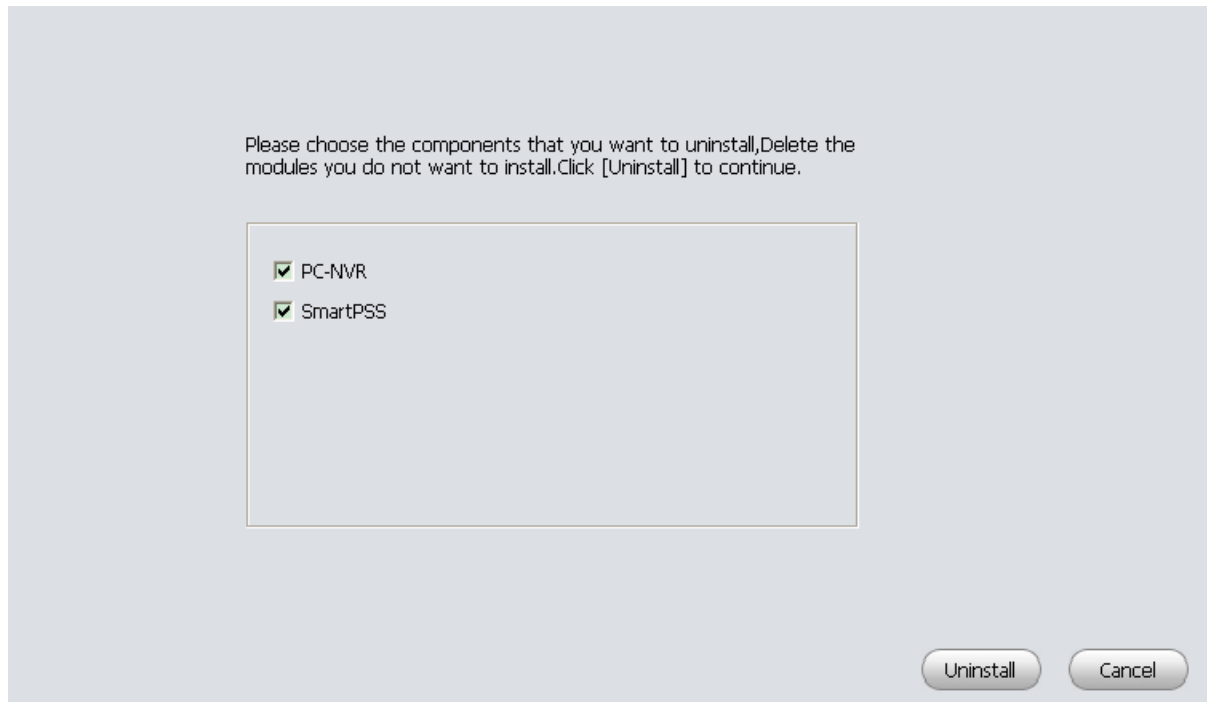 Please choose the components that you want to uninstall,Delete the
modules you do not want to install.Click [Uninstall] to continue.
PC-NVR
SmartPSS
Uninstall
Cancel